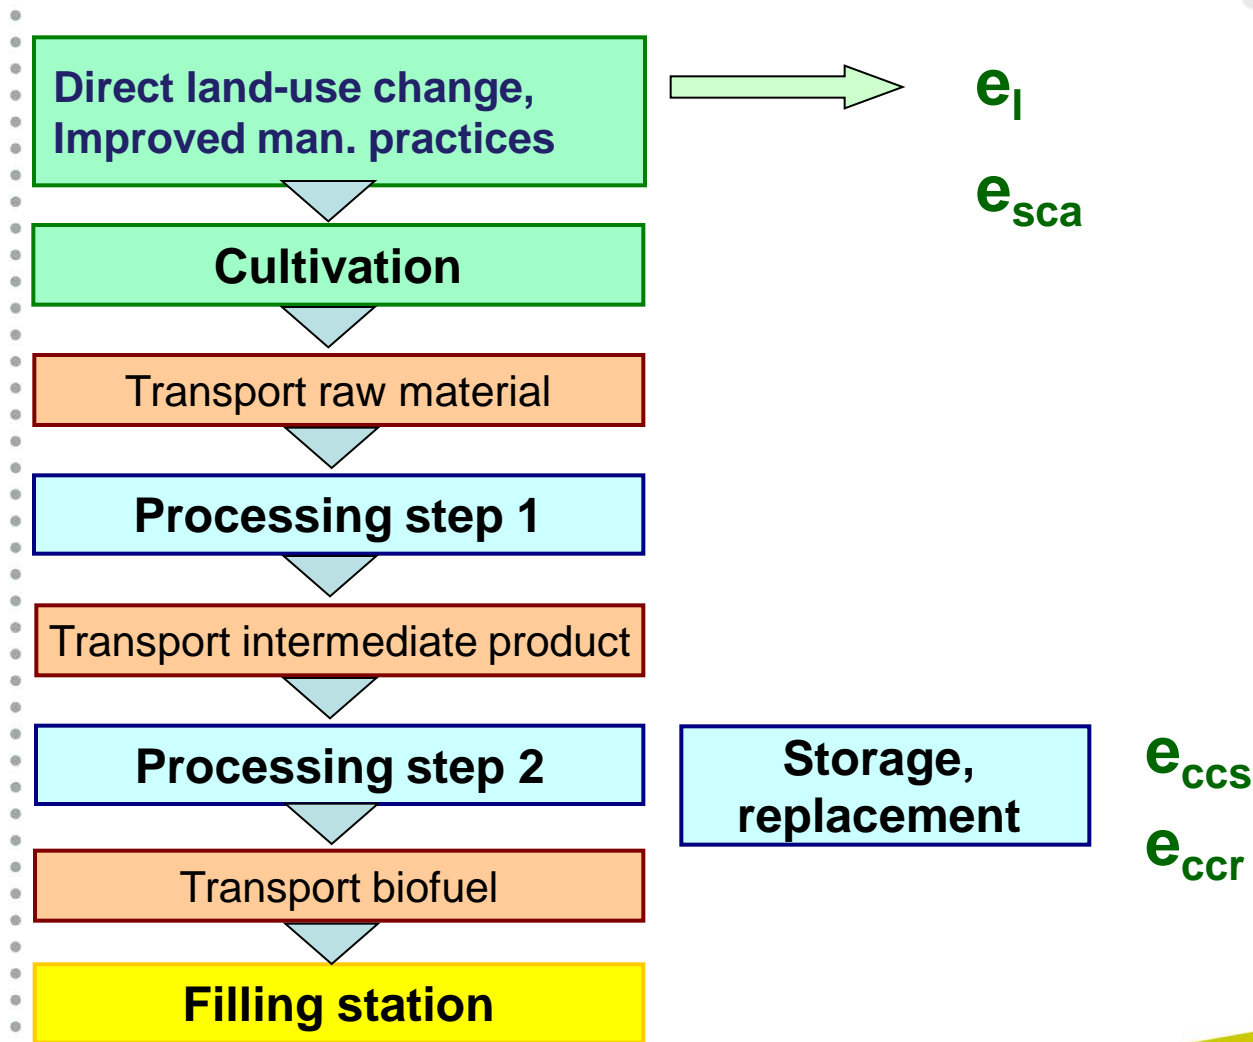 Direct land-use change,
Improved man. practices
e_l
e_sca
Cultivation
Transport raw material
Processing step 1
Transport intermediate product
Processing step 2
Storage,
replacement
e_ccs
e_ccr
Transport biofuel
Filling station